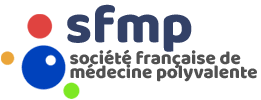 sfmp
société française de
médecine polyvalente